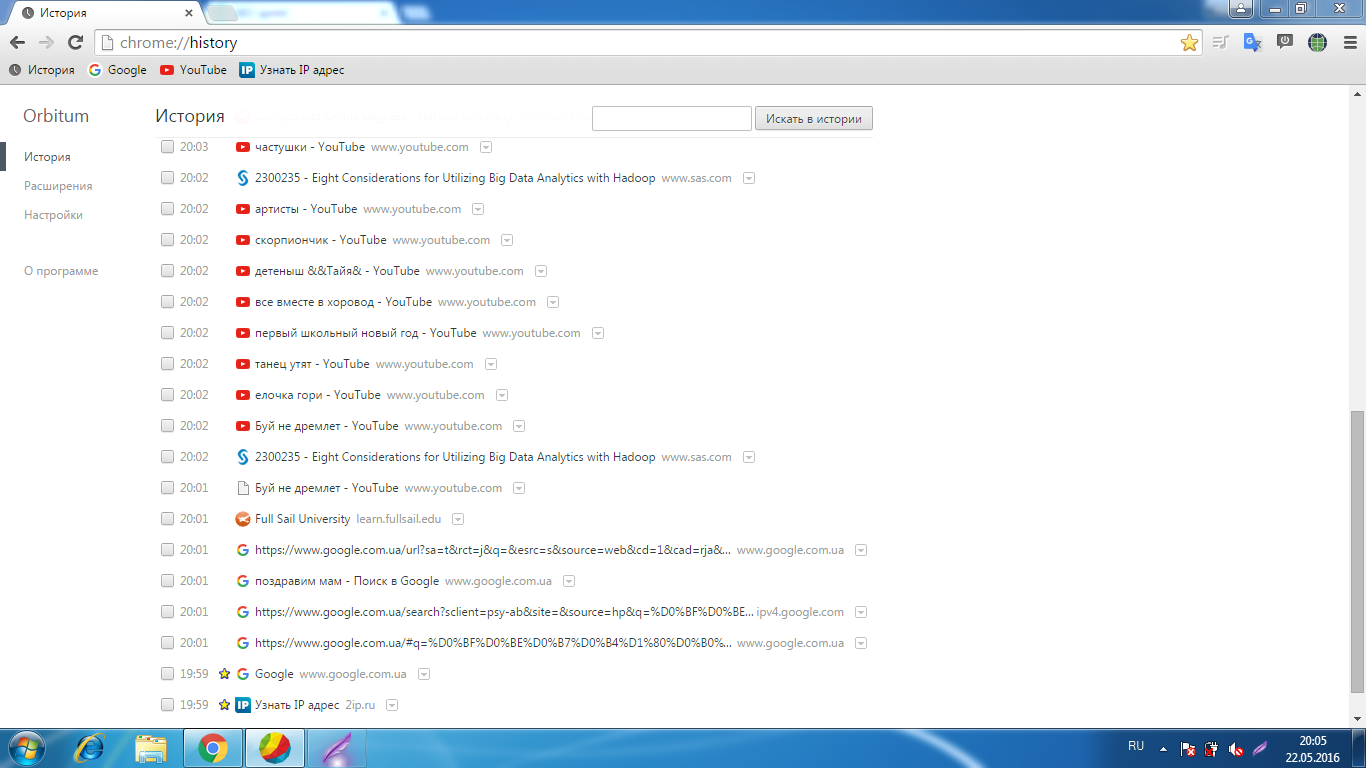 История
chrome://history
История Google YouTube IP Узнать IP адрес
Orbitum
История
Искать в истории
История
Расширения
Настройки
О программе
20:03 частушки - YouTube www.youtube.com
20:02 2300235 - Eight Considerations for Utilizing Big Data Analytics with Hadoop www.sas.com
20:02 артисты - YouTube www.youtube.com
20:02 скорпиончик - YouTube www.youtube.com
20:02 детеныш &&Тайя& - YouTube www.youtube.com
20:02 все вместе в хоровод - YouTube www.youtube.com
20:02 первый школьный новый год - YouTube www.youtube.com
20:02 танец утят - YouTube www.youtube.com
20:02 елочка гори - YouTube www.youtube.com
20:02 Буй не дремлет - YouTube www.youtube.com
20:02 2300235 - Eight Considerations for Utilizing Big Data Analytics with Hadoop www.sas.com
20:01 Буй не дремлет - YouTube www.youtube.com
20:01 Full Sail University learn.fullsail.edu
20:01 https://www.google.com.ua/url?sa=t&rct=j&q=&esrc=s&source=web&cd=1&cad=rja&... www.google.com.ua
20:01 поздравим мам - Поиск в Google www.google.com.ua
20:01 https://www.google.com.ua/search?sclient=psy-ab&site=&source=hp&q=%D0%BF%D0%BE... ipv4.google.com
20:01 https://www.google.com.ua/#q=%D0%BF%D0%BE%D0%B7%D0%B4%D1%80%D0%B0%... www.google.com.ua
19:59 Google www.google.com.ua
19:59 IP Узнать IP адрес 2ip.ru
RU
20:05
22.05.2016